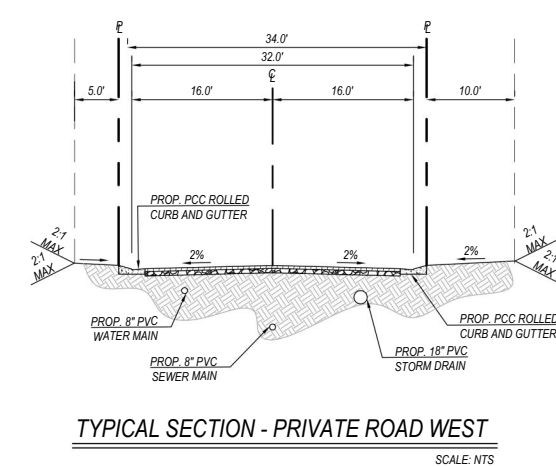 ℄ ℄
34.0'
32.0'
℄
5.0' 16.0' 16.0' 10.0'
PROP. PCC ROLLED
CURB AND GUTTER
2:1
MAX
2:1
MAX
2% 2% 2%
2:1
MAX
2:1
MAX
PROP. 8" PVC
WATER MAIN
PROP. 8" PVC
SEWER MAIN
PROP. 18" PVC
STORM DRAIN
PROP. PCC ROLLED
CURB AND GUTTER
TYPICAL SECTION - PRIVATE ROAD WEST
SCALE: NTS